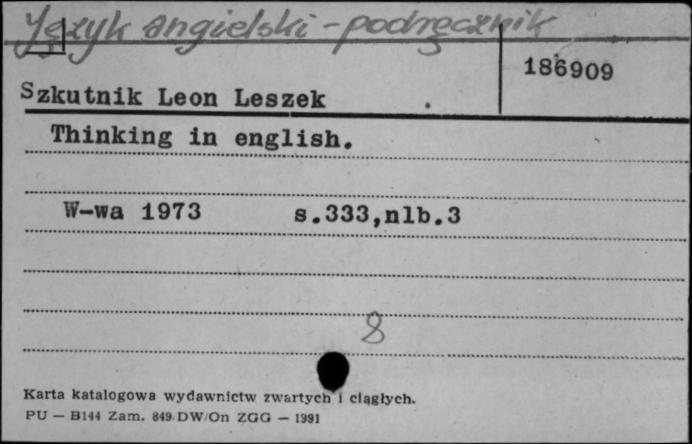 Język angielski - podręcznik
186909
Szkutnik Leon Leszek
Thinking in english.
W-wa 1973 s.333,nlb.3
8
Karta katalogowa wydawnictw zwartych i ciągłych.
PU — B144 Zam. 849/DW/On ZGG — 1991